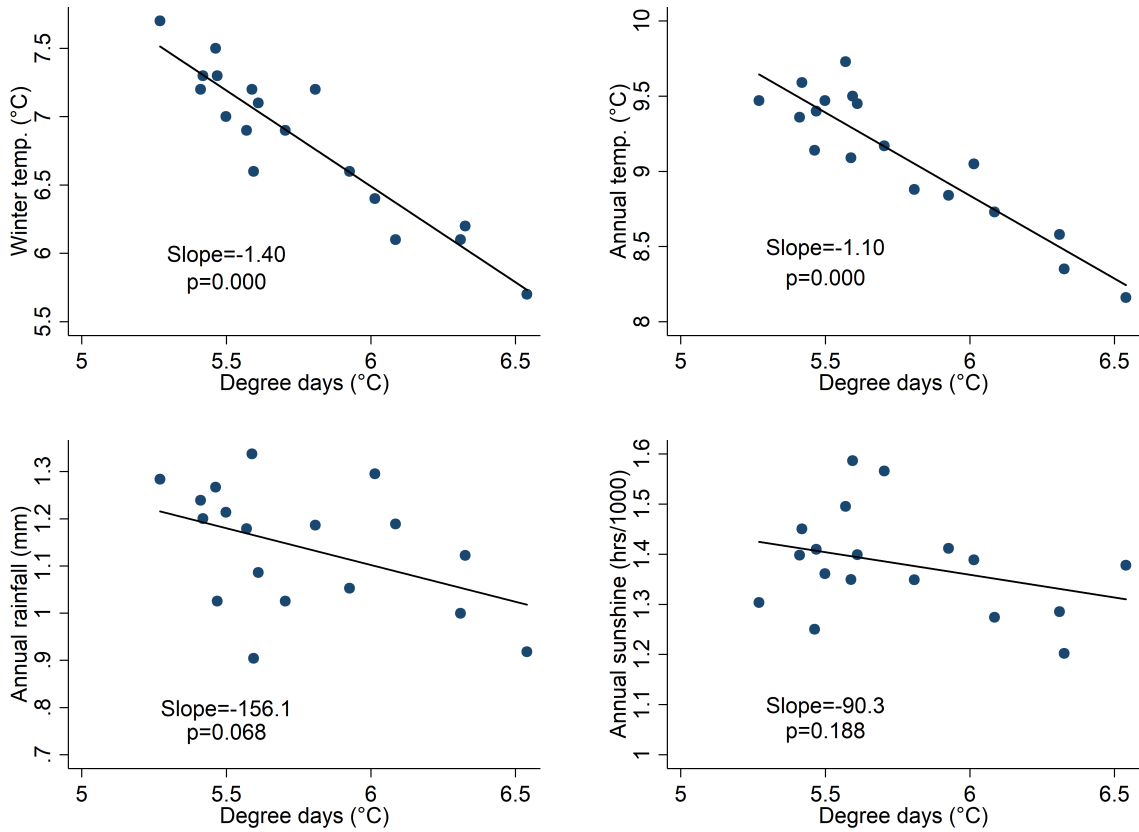 Winter temp. (°C)
7.5
7
6.5
6
5.5
Slope=-1.40
p=0.000
5 5.5 6 6.5
Degree days (°C)
Annual temp. (°C)
10
9.5
9
8.5
8
Slope=-1.10
p=0.000
5 5.5 6 6.5
Degree days (°C)
Annual rainfall (mm)
1.3
1.2
1.1
1
.9
.8
.7
Slope=-156.1
p=0.068
5 5.5 6 6.5
Degree days (°C)
Annual sunshine (hrs/1000)
1.6
1.5
1.4
1.3
1.2
1.1
1
Slope=-90.3
p=0.188
5 5.5 6 6.5
Degree days (°C)